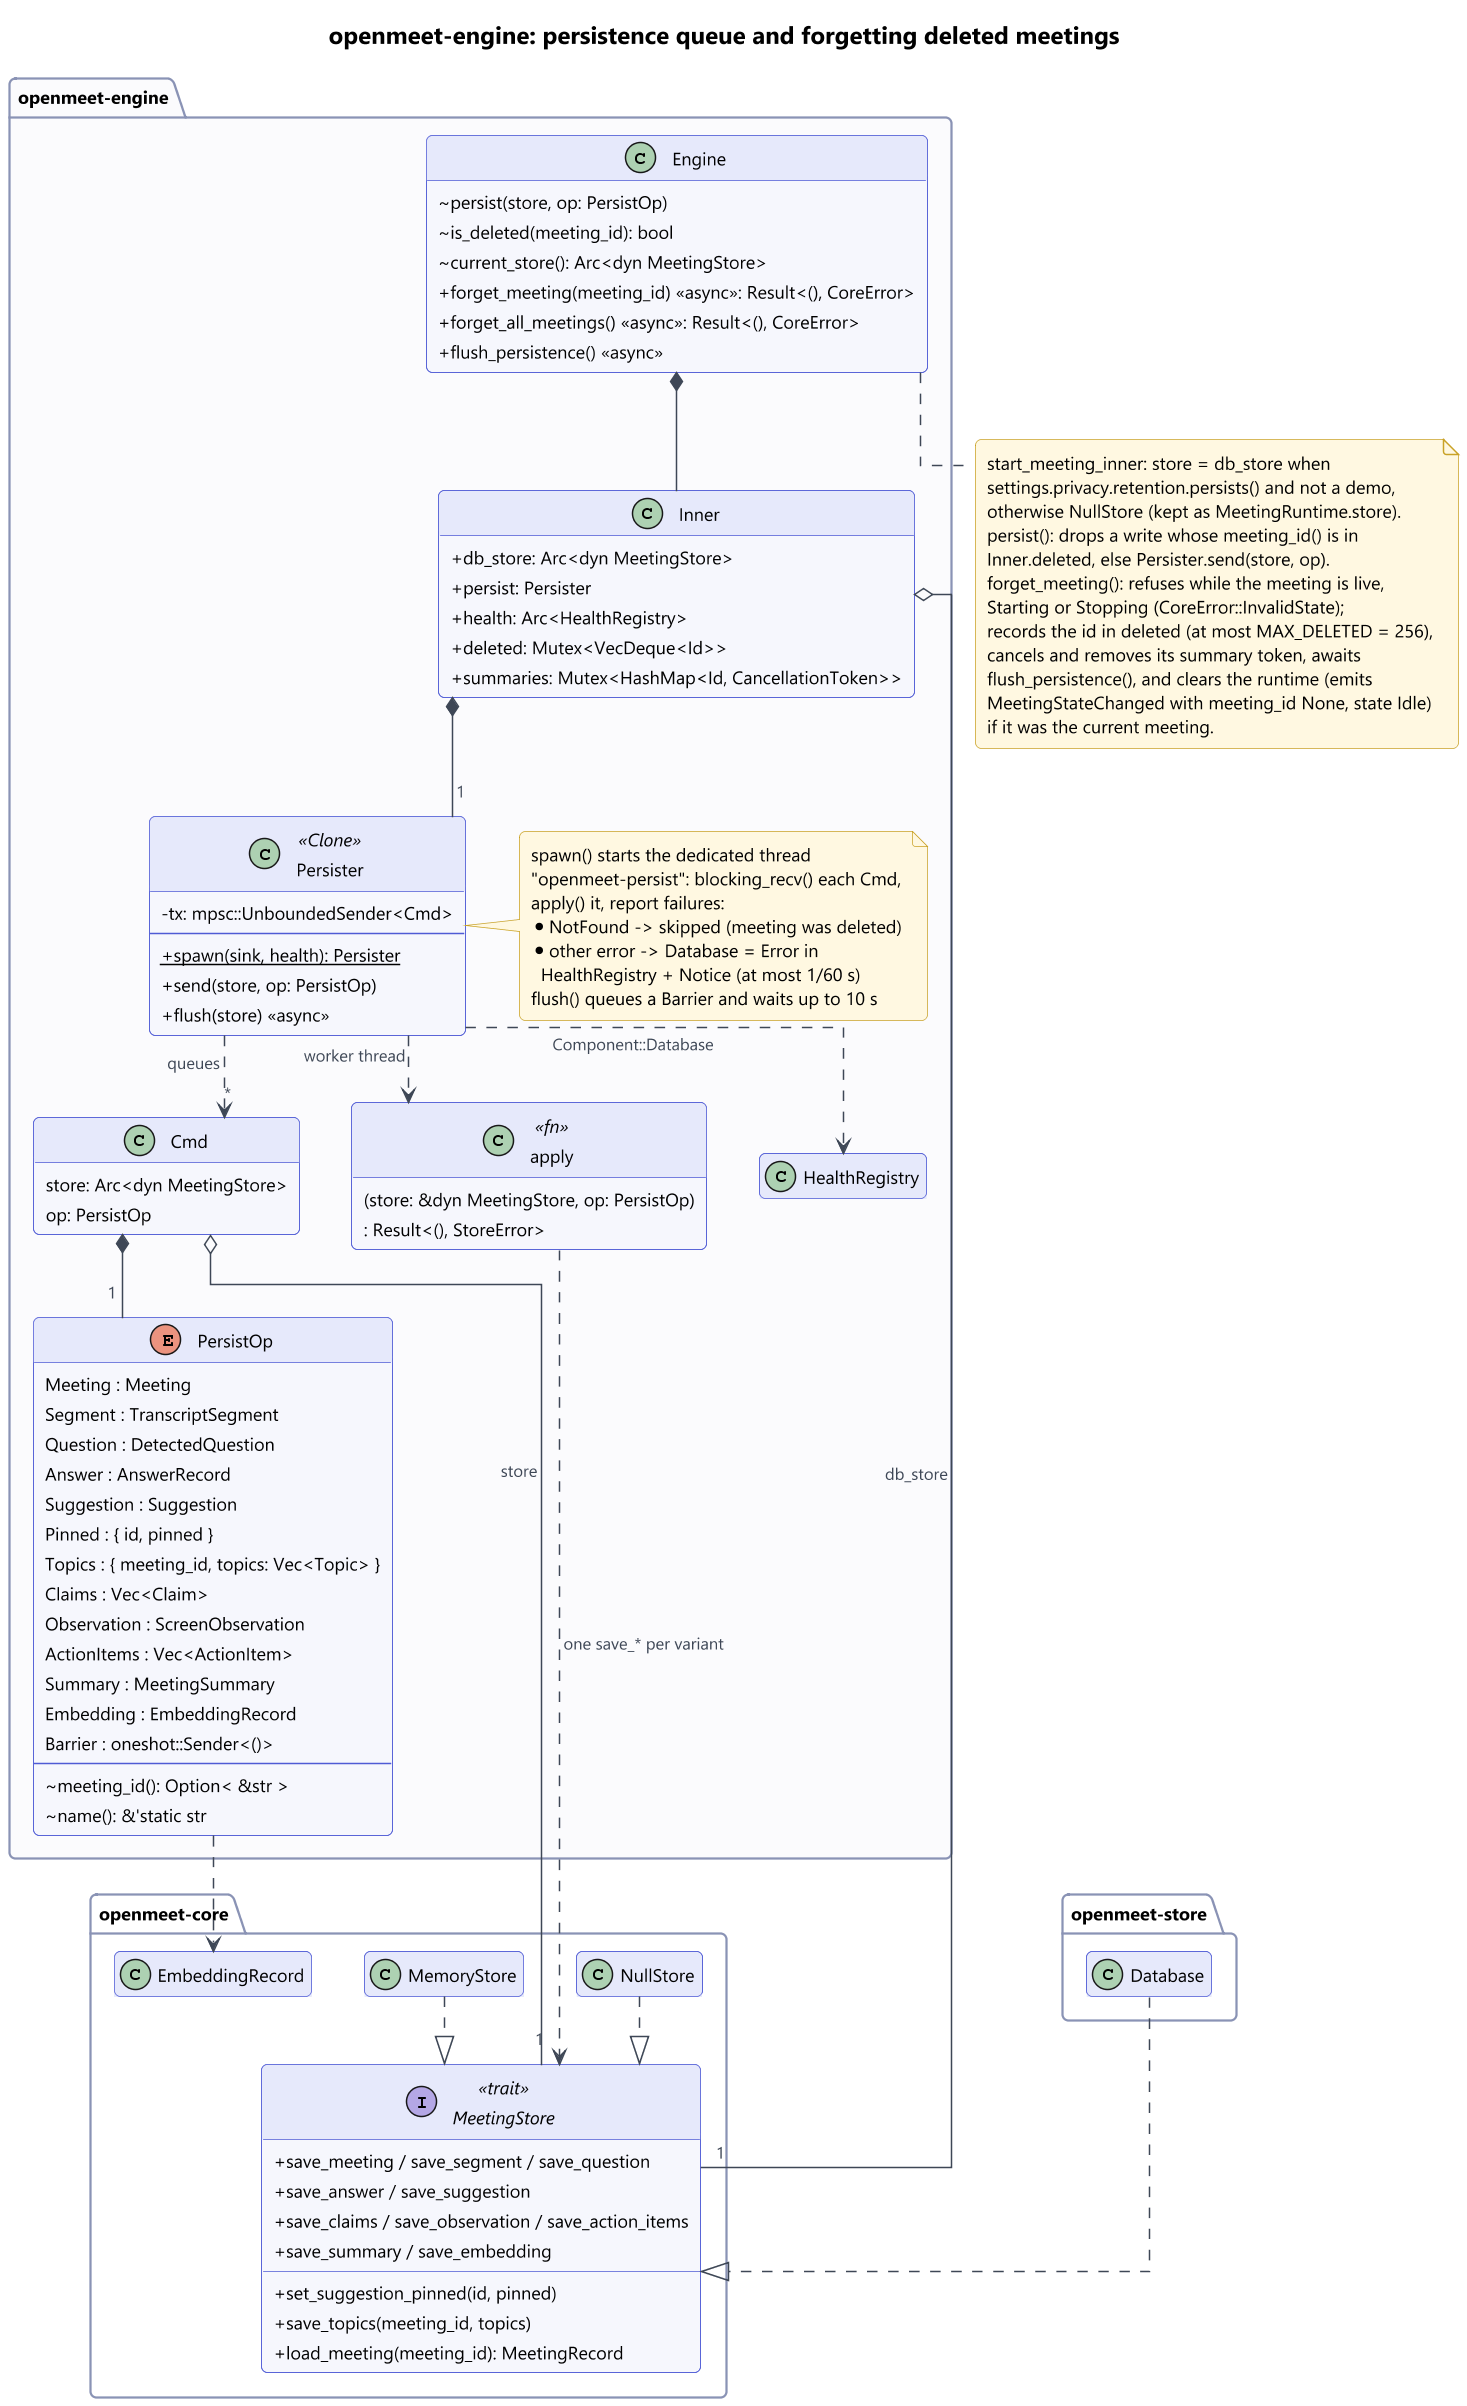 openmeet-engine: persistence queue and forgetting deleted meetings
openmeet-engine
C Engine
~persist(store, op: PersistOp)
~is_deleted(meeting_id): bool
~current_store(): Arc<dyn MeetingStore>
+forget_meeting(meeting_id) «async»: Result<(), CoreError>
+forget_all_meetings() «async»: Result<(), CoreError>
+flush_persistence() «async»
start_meeting_inner: store = db_store when
settings.privacy.retention.persists() and not a demo,
otherwise NullStore (kept as MeetingRuntime.store).
persist(): drops a write whose meeting_id() is in
Inner.deleted, else Persister.send(store, op).
forget_meeting(): refuses while the meeting is live,
Starting or Stopping (CoreError::InvalidState);
records the id in deleted (at most MAX_DELETED = 256),
cancels and removes its summary token, awaits
flush_persistence(), and clears the runtime (emits
MeetingStateChanged with meeting_id None, state Idle)
if it was the current meeting.
C Inner
+db_store: Arc<dyn MeetingStore>
+persist: Persister
+health: Arc<HealthRegistry>
+deleted: Mutex<VecDeque<Id>>
+summaries: Mutex<HashMap<Id, CancellationToken>>
1
C «Clone»
Persister
-tx: mpsc::UnboundedSender<Cmd>
+spawn(sink, health): Persister
+send(store, op: PersistOp)
+flush(store) «async»
spawn() starts the dedicated thread
"openmeet-persist": blocking_recv() each Cmd,
apply() it, report failures:
• NotFound -> skipped (meeting was deleted)
• other error -> Database = Error in
HealthRegistry + Notice (at most 1/60 s)
flush() queues a Barrier and waits up to 10 s
queues
*
worker thread
Component::Database
C Cmd
store: Arc<dyn MeetingStore>
op: PersistOp
C «fn»
apply
(store: &dyn MeetingStore, op: PersistOp)
: Result<(), StoreError>
C HealthRegistry
1
E PersistOp
Meeting : Meeting
Segment : TranscriptSegment
Question : DetectedQuestion
Answer : AnswerRecord
Suggestion : Suggestion
Pinned : { id, pinned }
Topics : { meeting_id, topics: Vec<Topic> }
Claims : Vec<Claim>
Observation : ScreenObservation
ActionItems : Vec<ActionItem>
Summary : MeetingSummary
Embedding : EmbeddingRecord
Barrier : oneshot::Sender<()>
~meeting_id(): Option< &str >
~name(): &'static str
store
one save_* per variant
db_store
openmeet-core
C EmbeddingRecord
C MemoryStore
C NullStore
openmeet-store
C Database
1
I «trait»
MeetingStore
+save_meeting / save_segment / save_question
+save_answer / save_suggestion
+save_claims / save_observation / save_action_items
+save_summary / save_embedding
+set_suggestion_pinned(id, pinned)
+save_topics(meeting_id, topics)
+load_meeting(meeting_id): MeetingRecord
1